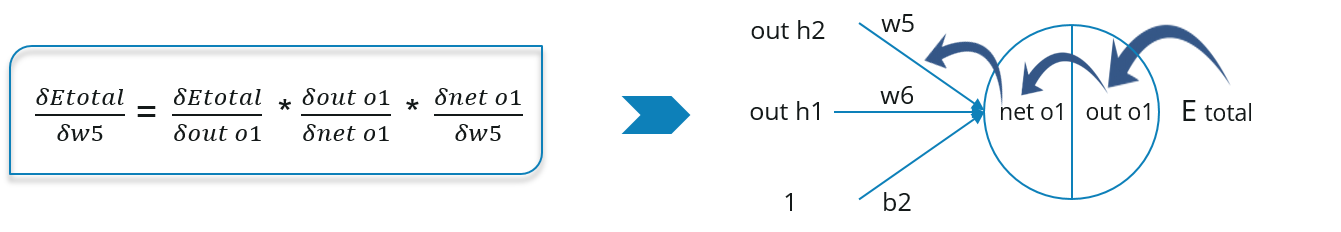 δEtotal/δw5 = δEtotal/δout o1 * δout o1/δnet o1 * δnet o1/δw5
out h2 w5
out h1 w6 net o1 out o1 E total
1 b2